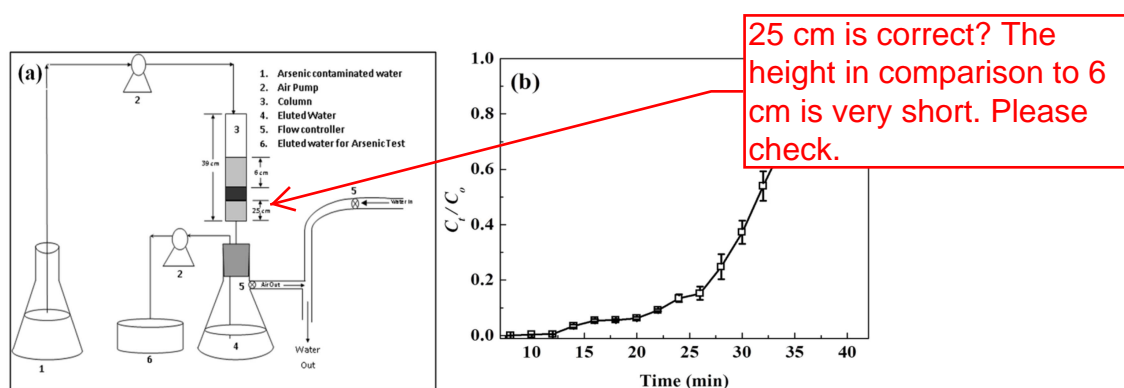 (a)
2
1. Arsenic contaminated water
2. Air Pump
3. Column
4. Eluted Water
5. Flow controller
6. Eluted water for Arsenic Test
3
39 cm
6 cm
25 cm
5
Water In
2
5
Air Out
4
6
1
Water
Out
(b)
1.0
0.8
0.6
0.4
0.2
0.0
C_t / C_o
10 15 20 25 30 35 40
Time (min)
25 cm is correct? The
height in comparison to 6
cm is very short. Please
check.